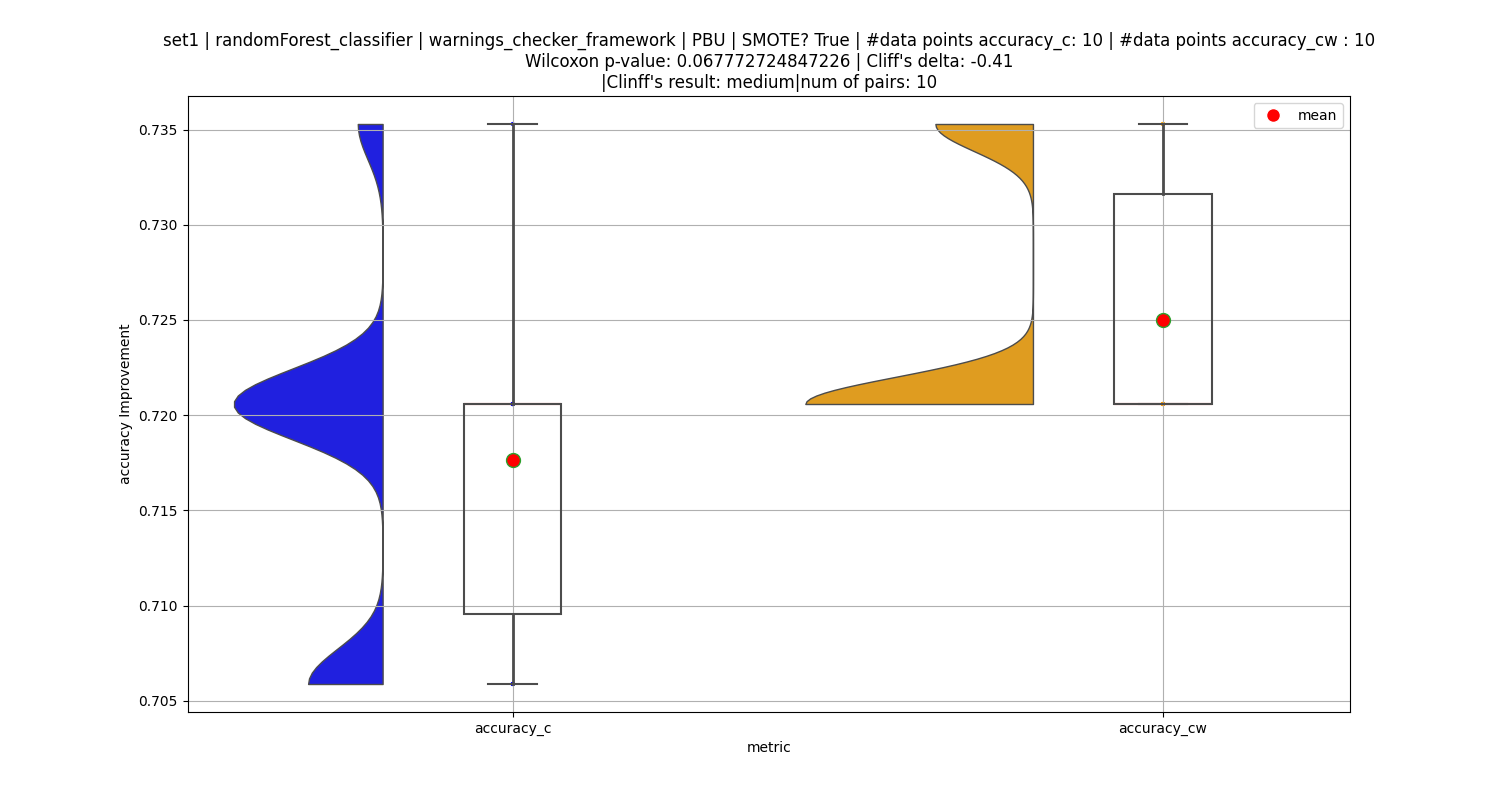 set1 | randomForest_classifier | warnings_checker_framework | PBU | SMOTE? True | #data points accuracy_c: 10 | #data points accuracy_cw : 10
Wilcoxon p-value: 0.067772724847226 | Cliff's delta: -0.41
|Clinff's result: medium|num of pairs: 10
mean
0.735
0.730
0.725
0.720
0.715
0.710
0.705
accuracy Improvement
accuracy_c
accuracy_cw
metric